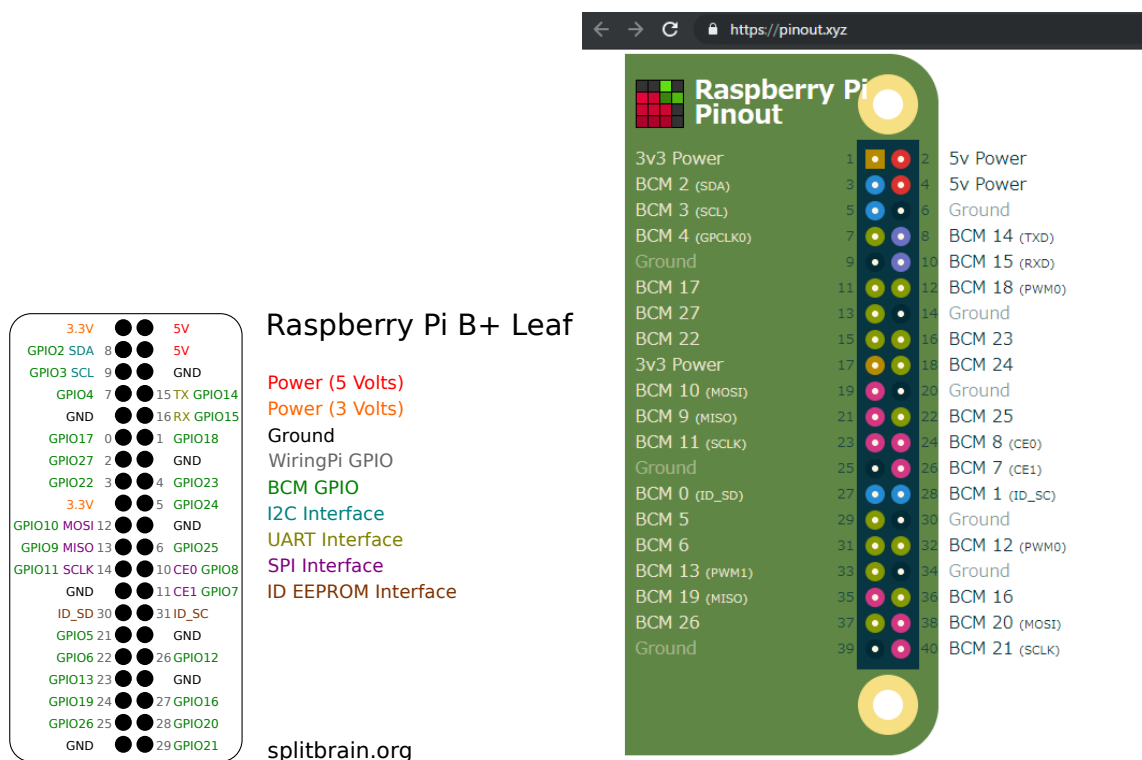 https://pinout.xyz
Raspberry Pi
Pinout
3v3 Power 1 2 5v Power
BCM 2 (SDA) 3 4 5v Power
BCM 3 (SCL) 5 6 Ground
BCM 4 (GPCLK0) 7 8 BCM 14 (TXD)
Ground 9 10 BCM 15 (RXD)
BCM 17 11 12 BCM 18 (PWM0)
BCM 27 13 14 Ground
BCM 22 15 16 BCM 23
3v3 Power 17 18 BCM 24
BCM 10 (MOSI) 19 20 Ground
BCM 9 (MISO) 21 22 BCM 25
BCM 11 (SCLK) 23 24 BCM 8 (CE0)
Ground 25 26 BCM 7 (CE1)
BCM 0 (ID_SD) 27 28 BCM 1 (ID_SC)
BCM 5 29 30 Ground
BCM 6 31 32 BCM 12 (PWM0)
BCM 13 (PWM1) 33 34 Ground
BCM 19 (MISO) 35 36 BCM 16
BCM 26 37 38 BCM 20 (MOSI)
Ground 39 40 BCM 21 (SCLK)
3.3V 5V
GPIO2 SDA 8 5V
GPIO3 SCL 9 GND
GPIO4 7 15 TX GPIO14
GND 16 RX GPIO15
GPIO17 0 1 GPIO18
GPIO27 2 GND
GPIO22 3 4 GPIO23
3.3V 5 GPIO24
GPIO10 MOSI 12 GND
GPIO9 MISO 13 6 GPIO25
GPIO11 SCLK 14 10 CE0 GPIO8
GND 11 CE1 GPIO7
ID_SD 30 31 ID_SC
GPIO5 21 GND
GPIO6 22 26 GPIO12
GPIO13 23 GND
GPIO19 24 27 GPIO16
GPIO26 25 28 GPIO20
GND 29 GPIO21
Raspberry Pi B+ Leaf
Power (5 Volts)
Power (3 Volts)
Ground
WiringPi GPIO
BCM GPIO
I2C Interface
UART Interface
SPI Interface
ID EEPROM Interface
splitbrain.org